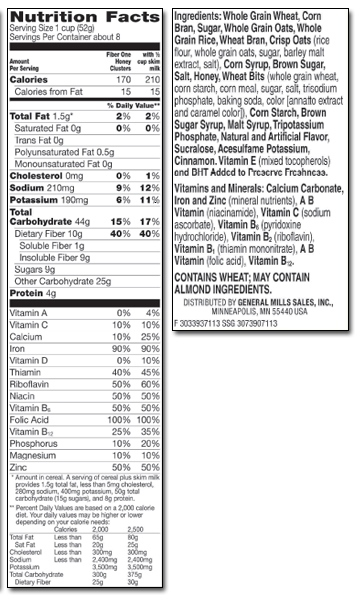 Nutrition Facts
Serving Size 1 cup (52g)
Servings Per Container about 8
Amount Per Serving
Fiber One Honey Clusters
with ½ cup skim milk
Calories 170 210
Calories from Fat 15 15
% Daily Value**
Total Fat 1.5g* 2% 2%
Saturated Fat 0g 0% 0%
Trans Fat 0g
Polyunsaturated Fat 0.5g
Monounsaturated Fat 0g
Cholesterol 0mg 0% 1%
Sodium 210mg 9% 12%
Potassium 190mg 6% 11%
Total
Carbohydrate 44g 15% 17%
Dietary Fiber 10g 40% 40%
Soluble Fiber 1g
Insoluble Fiber 9g
Sugars 9g
Other Carbohydrate 25g
Protein 4g
Vitamin A 0% 4%
Vitamin C 10% 10%
Calcium 10% 25%
Iron 90% 90%
Vitamin D 0% 10%
Thiamin 40% 45%
Riboflavin 50% 60%
Niacin 50% 50%
Vitamin B₆ 50% 50%
Folic Acid 100% 100%
Vitamin B₁₂ 25% 35%
Phosphorus 10% 20%
Magnesium 10% 10%
Zinc 50% 50%
* Amount in cereal. A serving of cereal plus skim milk
provides 1.5g total fat, less than 5mg cholesterol,
280mg sodium, 400mg potassium, 50g total
carbohydrate (15g sugars), and 8g protein.
** Percent Daily Values are based on a 2,000 calorie
diet. Your daily values may be higher or lower
depending on your calorie needs:
Calories 2,000 2,500
Total Fat Less than 65g 80g
Sat Fat Less than 20g 25g
Cholesterol Less than 300mg 300mg
Sodium Less than 2,400mg 2,400mg
Potassium 3,500mg 3,500mg
Total Carbohydrate 300g 375g
Dietary Fiber 25g 30g
Ingredients: Whole Grain Wheat, Corn
Bran, Sugar, Whole Grain Oats, Whole
Grain Rice, Wheat Bran, Crisp Oats (rice
flour, whole grain oats, sugar, barley malt
extract, salt), Corn Syrup, Brown Sugar,
Salt, Honey, Wheat Bits (whole grain wheat,
corn starch, corn meal, sugar, salt, trisodium
phosphate, baking soda, color [annatto extract
and caramel color]), Corn Starch, Brown
Sugar Syrup, Malt Syrup, Tripotassium
Phosphate, Natural and Artificial Flavor,
Sucralose, Acesulfame Potassium,
Cinnamon. Vitamin E (mixed tocopherols)
and BHT Added to Preserve Freshness.
Vitamins and Minerals: Calcium Carbonate,
Iron and Zinc (mineral nutrients), A B
Vitamin (niacinamide), Vitamin C (sodium
ascorbate), Vitamin B₆ (pyridoxine
hydrochloride), Vitamin B₂ (riboflavin),
Vitamin B₁ (thiamin mononitrate), A B
Vitamin (folic acid), Vitamin B₁₂.
CONTAINS WHEAT; MAY CONTAIN
ALMOND INGREDIENTS.
DISTRIBUTED BY GENERAL MILLS SALES, INC.,
MINNEAPOLIS, MN 55440 USA
F 3033937113 SSG 3073907113